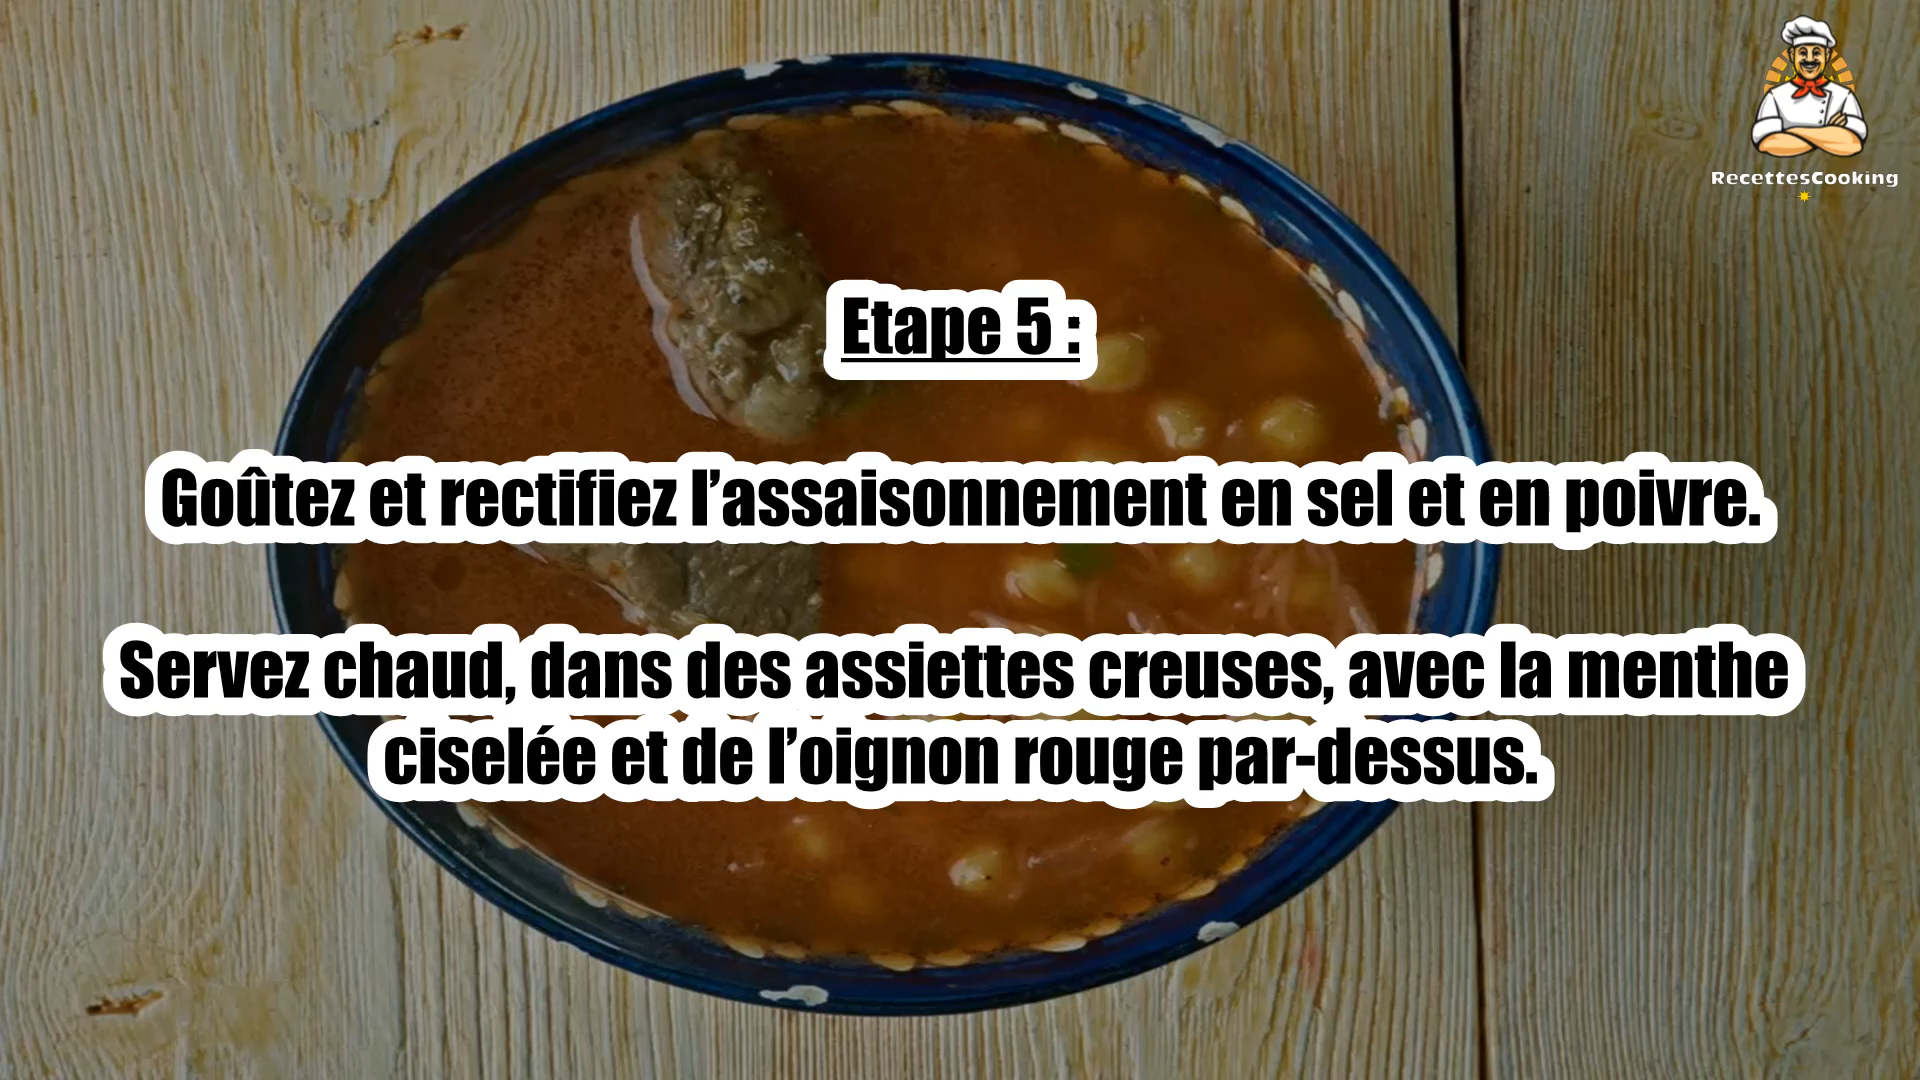 RecettesCooking
Etape 5 :
Goûtez et rectifiez l’assaisonnement en sel et en poivre.
Servez chaud, dans des assiettes creuses, avec la menthe
ciselée et de l’oignon rouge par-dessus.